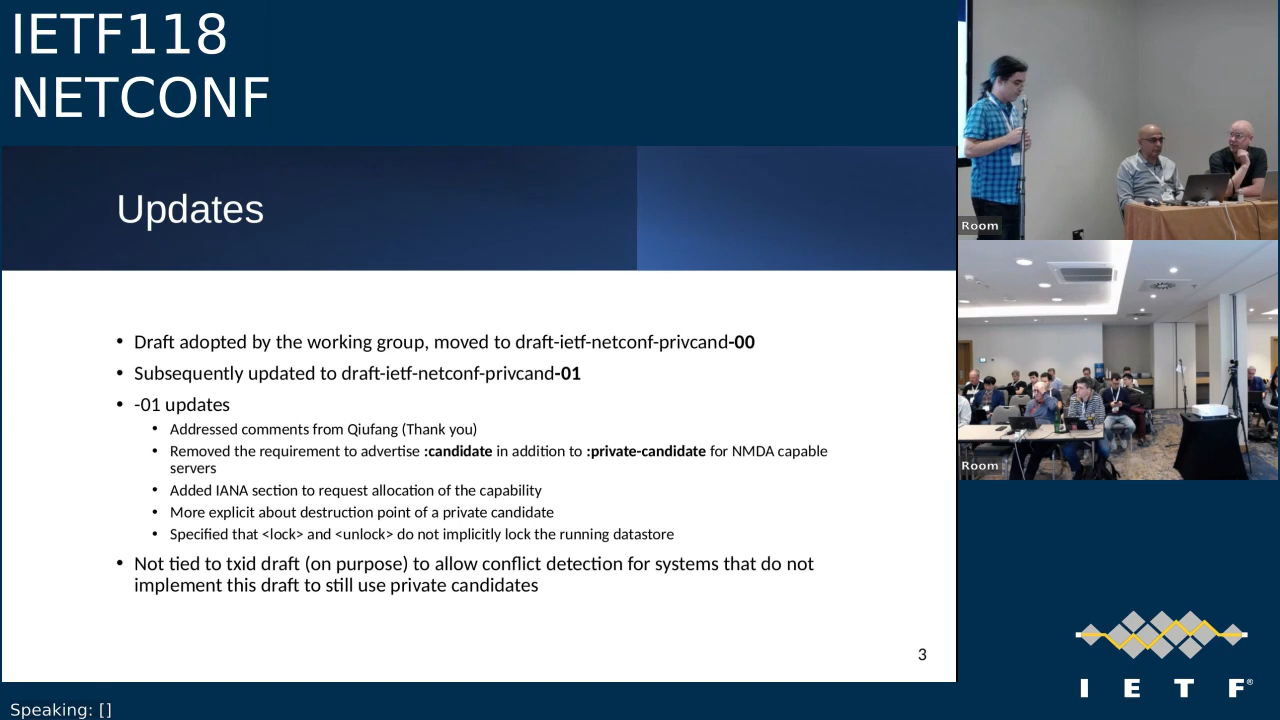 IETF118
NETCONF
Updates
• Draft adopted by the working group, moved to draft-ietf-netconf-privcand-00
• Subsequently updated to draft-ietf-netconf-privcand-01
• -01 updates
• Addressed comments from Qiufang (Thank you)
• Removed the requirement to advertise :candidate in addition to :private-candidate for NMDA capable
servers
• Added IANA section to request allocation of the capability
• More explicit about destruction point of a private candidate
• Specified that <lock> and <unlock> do not implicitly lock the running datastore
• Not tied to txid draft (on purpose) to allow conflict detection for systems that do not
implement this draft to still use private candidates
3
Room
Room
I E T F®
Speaking: []